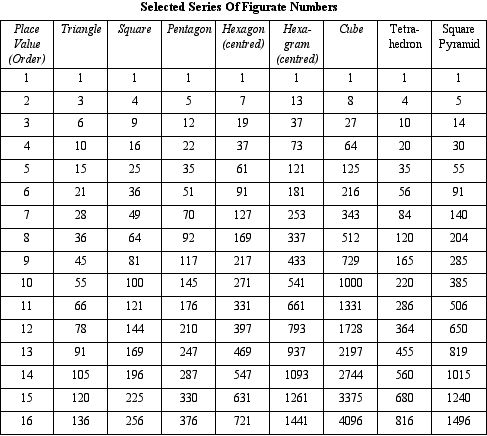 Selected Series Of Figurate Numbers
Place Value (Order) Triangle Square Pentagon Hexagon (centred) Hexa-gram (centred) Cube Tetra-hedron Square Pyramid
1 1 1 1 1 1 1 1 1
2 3 4 5 7 13 8 4 5
3 6 9 12 19 37 27 10 14
4 10 16 22 37 73 64 20 30
5 15 25 35 61 121 125 35 55
6 21 36 51 91 181 216 56 91
7 28 49 70 127 253 343 84 140
8 36 64 92 169 337 512 120 204
9 45 81 117 217 433 729 165 285
10 55 100 145 271 541 1000 220 385
11 66 121 176 331 661 1331 286 506
12 78 144 210 397 793 1728 364 650
13 91 169 247 469 937 2197 455 819
14 105 196 287 547 1093 2744 560 1015
15 120 225 330 631 1261 3375 680 1240
16 136 256 376 721 1441 4096 816 1496